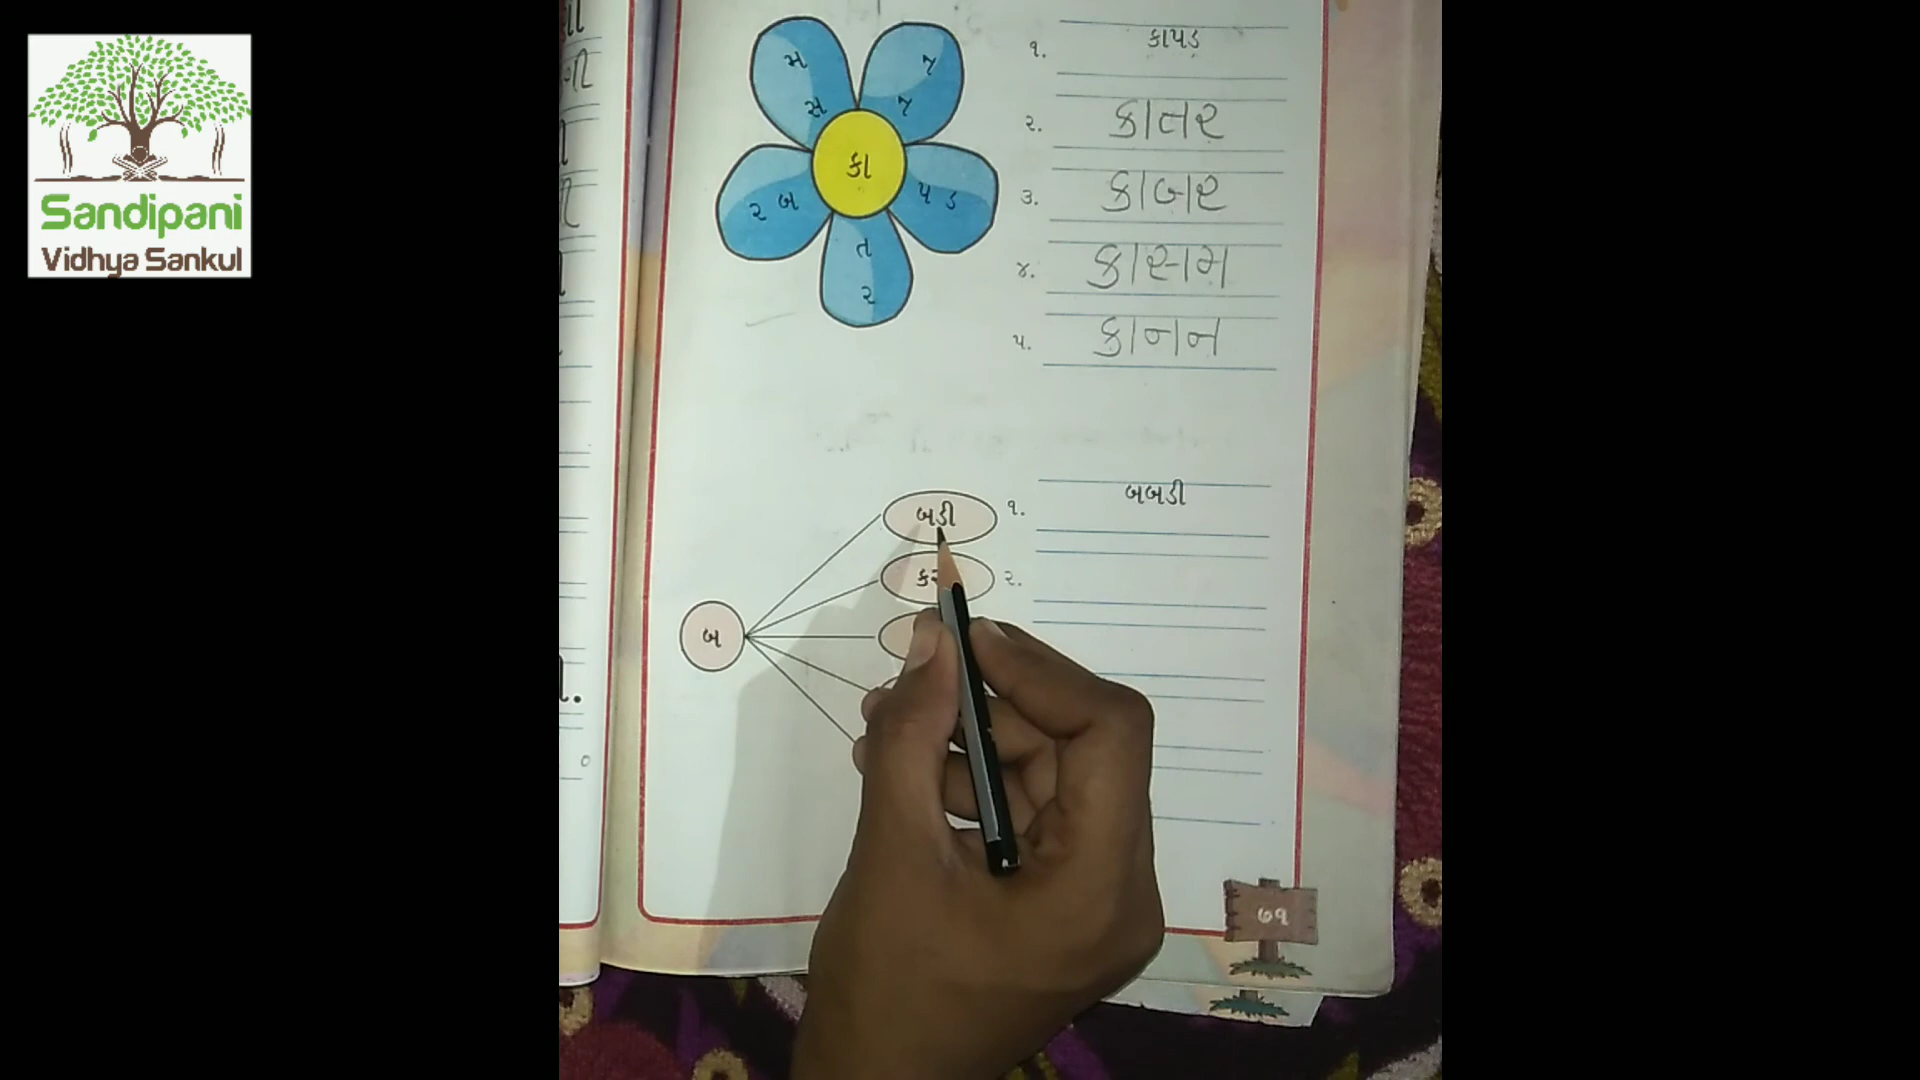 Sandipani
Vidhya Sankul
મ
સ
ન
ન
કા
ર બ
પ ડ
ત
ર
૧. કાપડ
૨. કાતર
૩. કાબર
૪. કાસમ
૫. કાનન
બ
બડી
૧. બબડી
૨.
૭૧